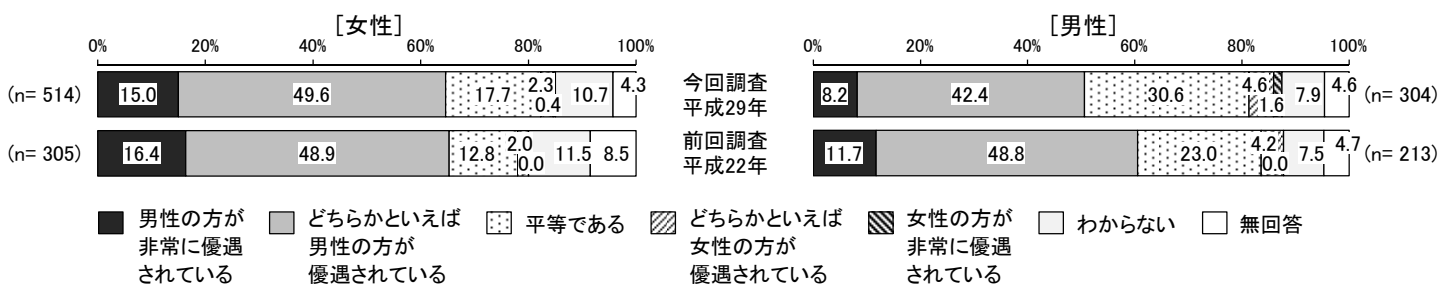 [女性]
[男性]
0% 20% 40% 60% 80% 100%
0% 20% 40% 60% 80% 100%
(n= 514) 15.0 49.6 17.7 2.3 0.4 10.7 4.3
今回調査
平成29年
8.2 42.4 30.6 4.6 1.6 7.9 4.6 (n= 304)
(n= 305) 16.4 48.9 12.8 2.0 0.0 11.5 8.5
前回調査
平成22年
11.7 48.8 23.0 4.2 0.0 7.5 4.7 (n= 213)
男性の方が
非常に優遇
されている
どちらかといえば
男性の方が
優遇されている
平等である
どちらかといえば
女性の方が
優遇されている
女性の方が
非常に優遇
されている
わからない
無回答